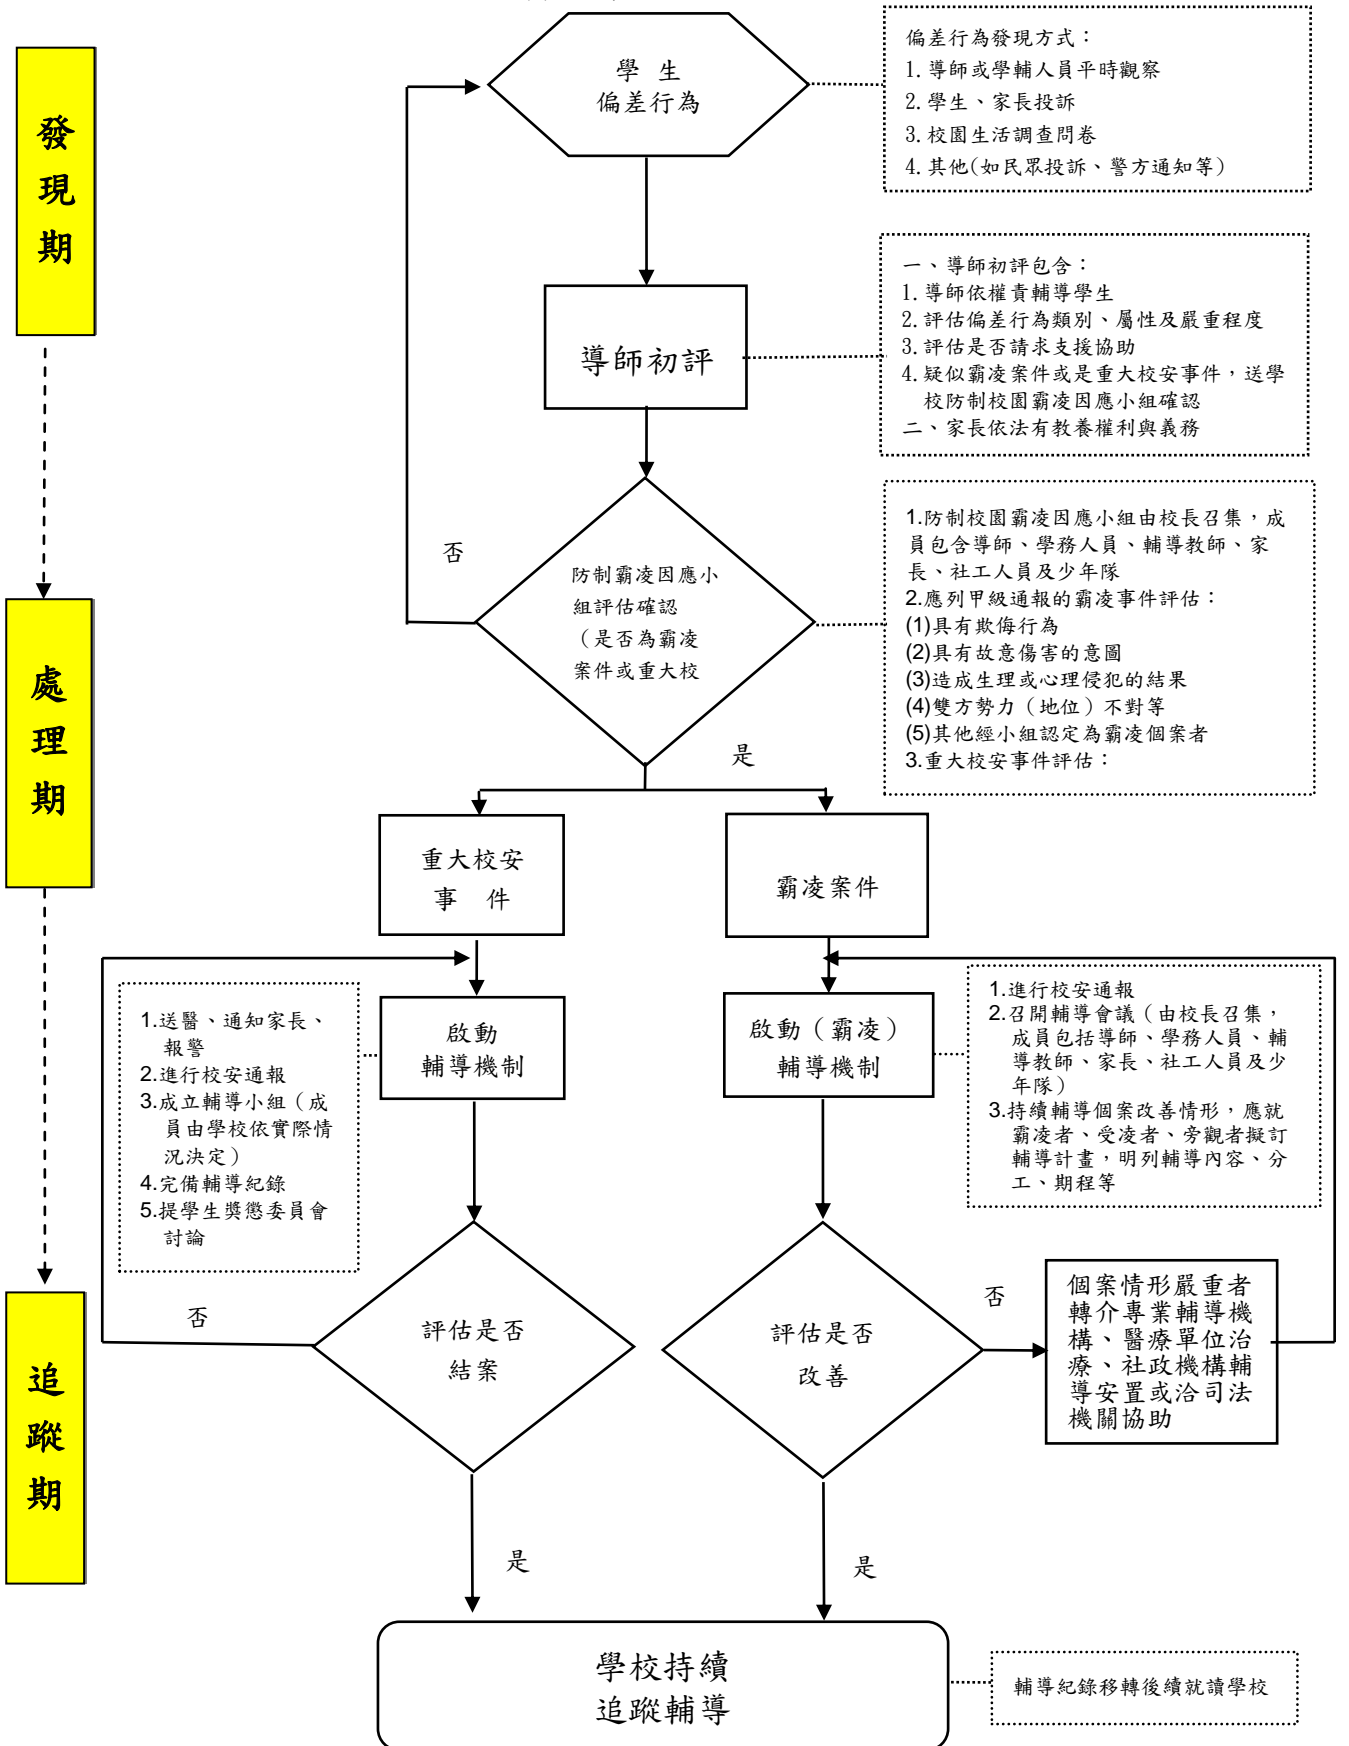 發
現
期
學 生
偏差行為
偏差行為發現方式：
1.導師或學輔人員平時觀察
2.學生、家長投訴
3.校園生活調查問卷
4.其他(如民眾投訴、警方通知等)
導師初評
一、導師初評包含：
1.導師依權責輔導學生
2.評估偏差行為類別、屬性及嚴重程度
3.評估是否請求支援協助
4.疑似霸凌案件或是重大校安事件，送學
校防制校園霸凌因應小組確認
二、家長依法有教養權利與義務
否
防制霸凌因應小
組評估確認
（是否為霸凌
案件或重大校
是
1.防制校園霸凌因應小組由校長召集，成
員包含導師、學務人員、輔導教師、家
長、社工人員及少年隊
2.應列甲級通報的霸凌事件評估：
(1)具有欺侮行為
(2)具有故意傷害的意圖
(3)造成生理或心理侵犯的結果
(4)雙方勢力（地位）不對等
(5)其他經小組認定為霸凌個案者
3.重大校安事件評估：
處
理
期
重大校安
事 件
霸凌案件
1.送醫、通知家長、
報警
2.進行校安通報
3.成立輔導小組（成
員由學校依實際情
況決定）
4.完備輔導紀錄
5.提學生獎懲委員會
討論
啟動
輔導機制
啟動（霸凌）
輔導機制
1.進行校安通報
2.召開輔導會議（由校長召集，
成員包括導師、學務人員、輔
導教師、家長、社工人員及少
年隊）
3.持續輔導個案改善情形，應就
霸凌者、受凌者、旁觀者擬訂
輔導計畫，明列輔導內容、分
工、期程等
追
蹤
期
否
評估是否
結案
評估是否
改善
否
個案情形嚴重者
轉介專業輔導機
構、醫療單位治
療、社政機構輔
導安置或洽司法
機關協助
是
是
學校持續
追蹤輔導
輔導紀錄移轉後續就讀學校